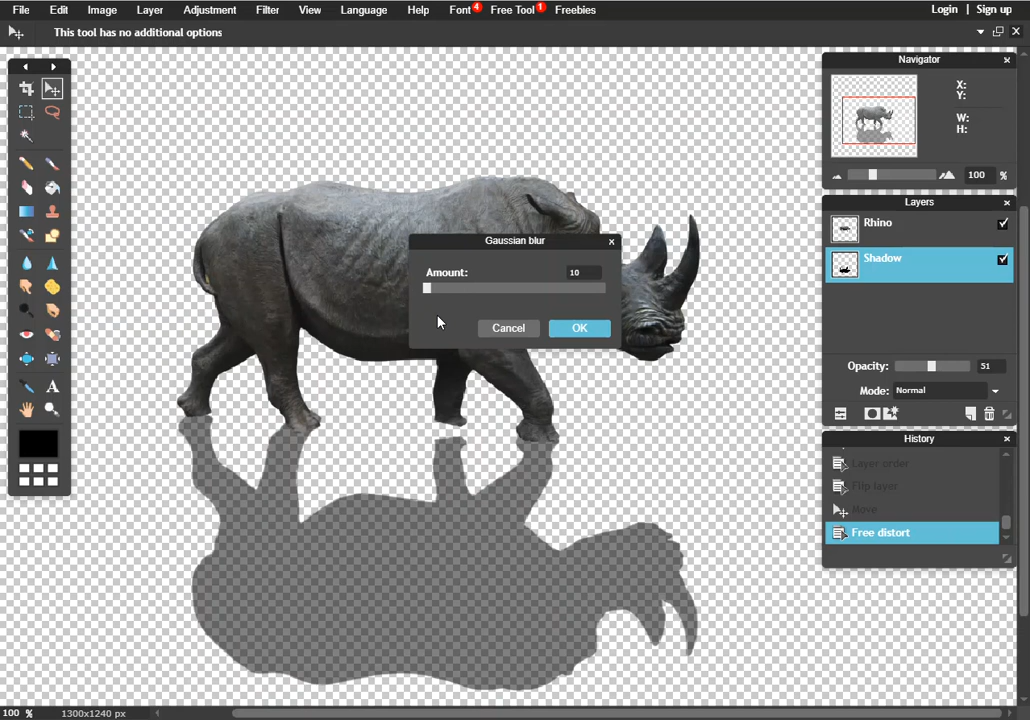 File Edit Image Layer Adjustment Filter View Language Help Font 4 Free Tool 1 Freebies Login | Sign up
This tool has no additional options
Navigator
X:
Y:
W:
H:
100 %
Layers
Rhino
Shadow
Opacity: 51
Mode: Normal
History
Layer order
Flip layer
Move
Free distort
Gaussian blur
Amount: 10
Cancel OK
A
100 % 1300x1240 px